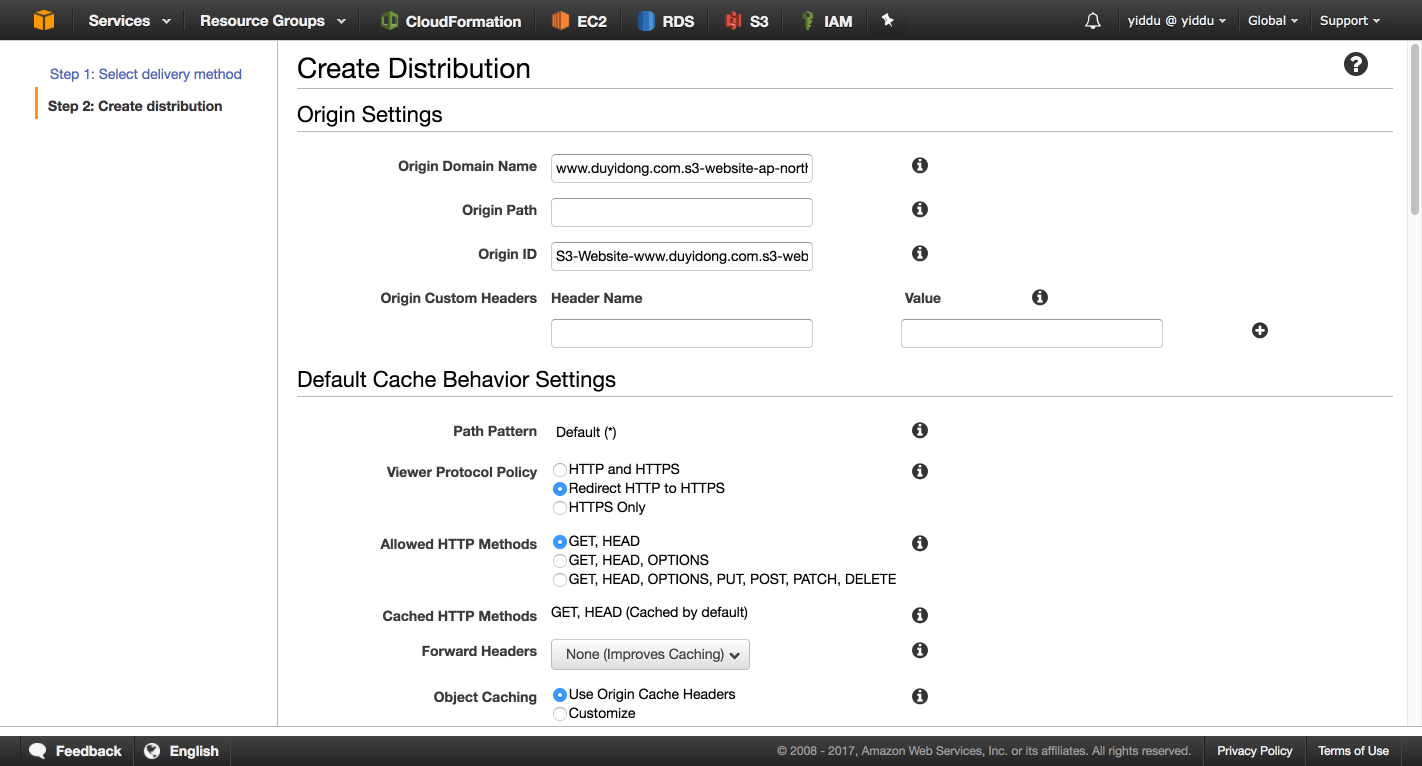 Services Resource Groups CloudFormation EC2 RDS S3 IAM yiddu @ yiddu Global Support
Step 1: Select delivery method
Step 2: Create distribution
Create Distribution
Origin Settings
Origin Domain Name www.duyidong.com.s3-website-ap-north
Origin Path
Origin ID S3-Website-www.duyidong.com.s3-web
Origin Custom Headers Header Name Value
Default Cache Behavior Settings
Path Pattern Default (*)
Viewer Protocol Policy HTTP and HTTPS
Redirect HTTP to HTTPS
HTTPS Only
Allowed HTTP Methods GET, HEAD
GET, HEAD, OPTIONS
GET, HEAD, OPTIONS, PUT, POST, PATCH, DELETE
Cached HTTP Methods GET, HEAD (Cached by default)
Forward Headers None (Improves Caching)
Object Caching Use Origin Cache Headers
Customize
Feedback English © 2008 - 2017, Amazon Web Services, Inc. or its affiliates. All rights reserved. Privacy Policy Terms of Use